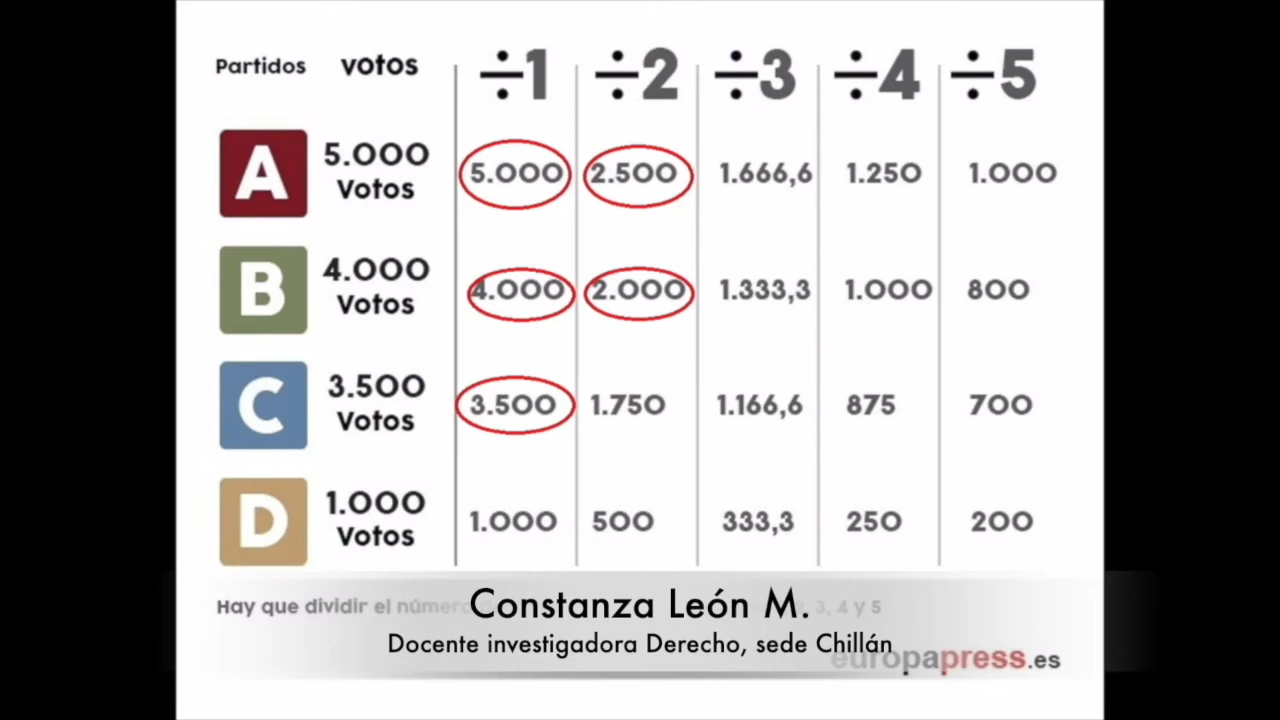 Partidos votos ÷1 ÷2 ÷3 ÷4 ÷5
A 5.000 Votos 5.000 2.500 1.666,6 1.250 1.000
B 4.000 Votos 4.000 2.000 1.333,3 1.000 800
C 3.500 Votos 3.500 1.750 1.166,6 875 700
D 1.000 Votos 1.000 500 333,3 250 200
Hay que dividir el número 3, 4 y 5
Constanza León M.
Docente investigadora Derecho, sede Chillán
europapress.es